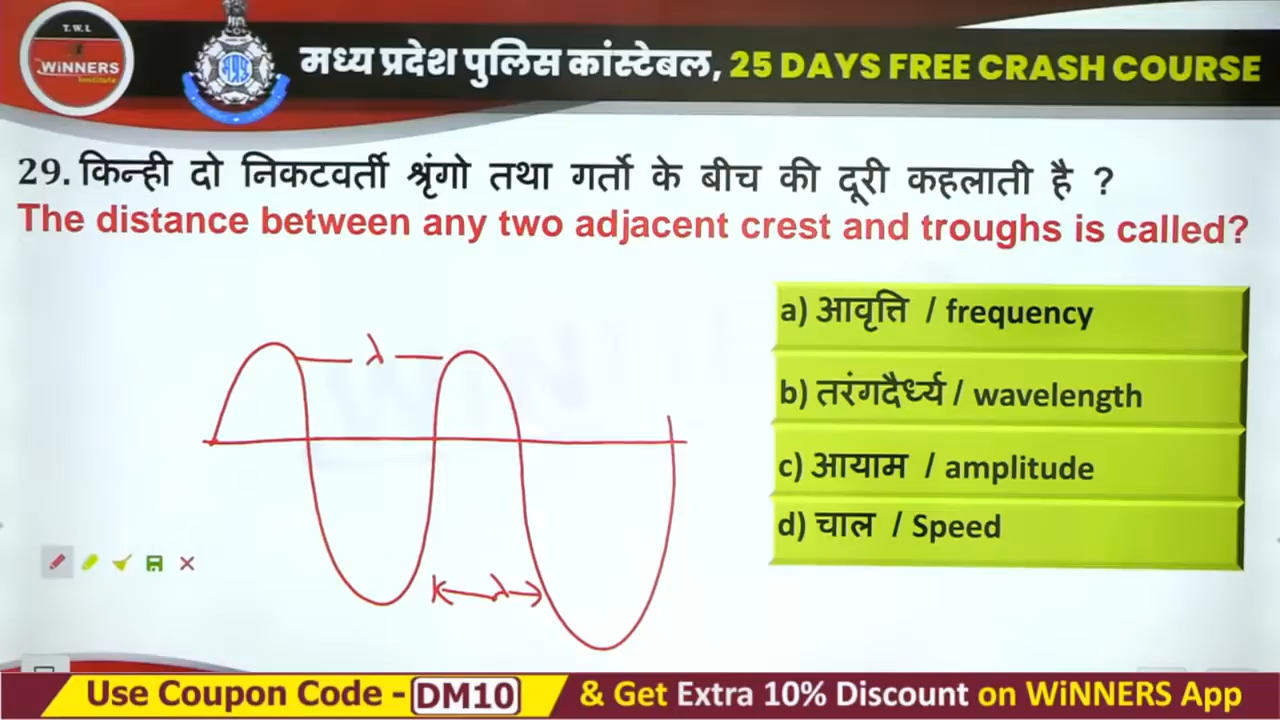 T.W.I.
WiNNERS
Institute
मध्य प्रदेश पुलिस कांस्टेबल, 25 DAYS FREE CRASH COURSE
29. किन्ही दो निकटवर्ती श्रृंगो तथा गर्तो के बीच की दूरी कहलाती है ?
The distance between any two adjacent crest and troughs is called?
a) आवृत्ति / frequency
b) तरंगदैर्ध्य / wavelength
c) आयाम / amplitude
d) चाल / Speed
λ
λ
Use Coupon Code - DM10 & Get Extra 10% Discount on WiNNERS App